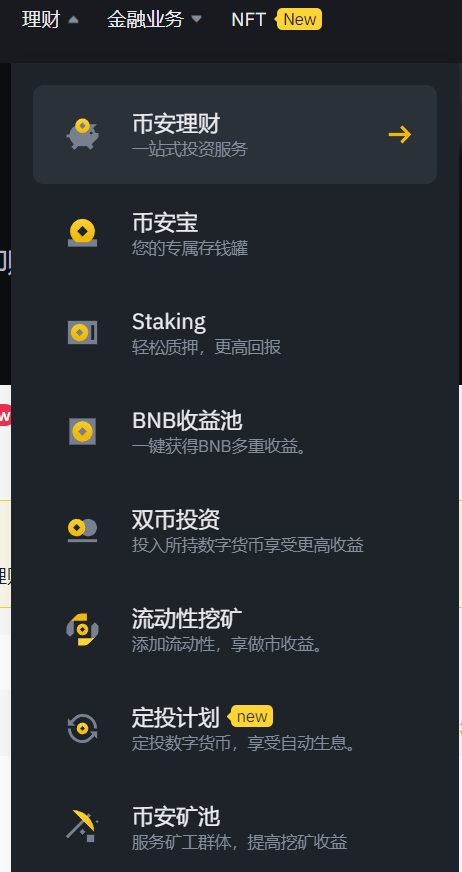 理财 金融业务 NFT New
币安理财
一站式投资服务
币安宝
您的专属存钱罐
Staking
轻松质押，更高回报
BNB收益池
一键获得BNB多重收益。
双币投资
投入所持数字货币享受更高收益
流动性挖矿
添加流动性，享做市收益。
定投计划 new
定投数字货币，享受自动生息。
币安矿池
服务矿工群体，提高挖矿收益